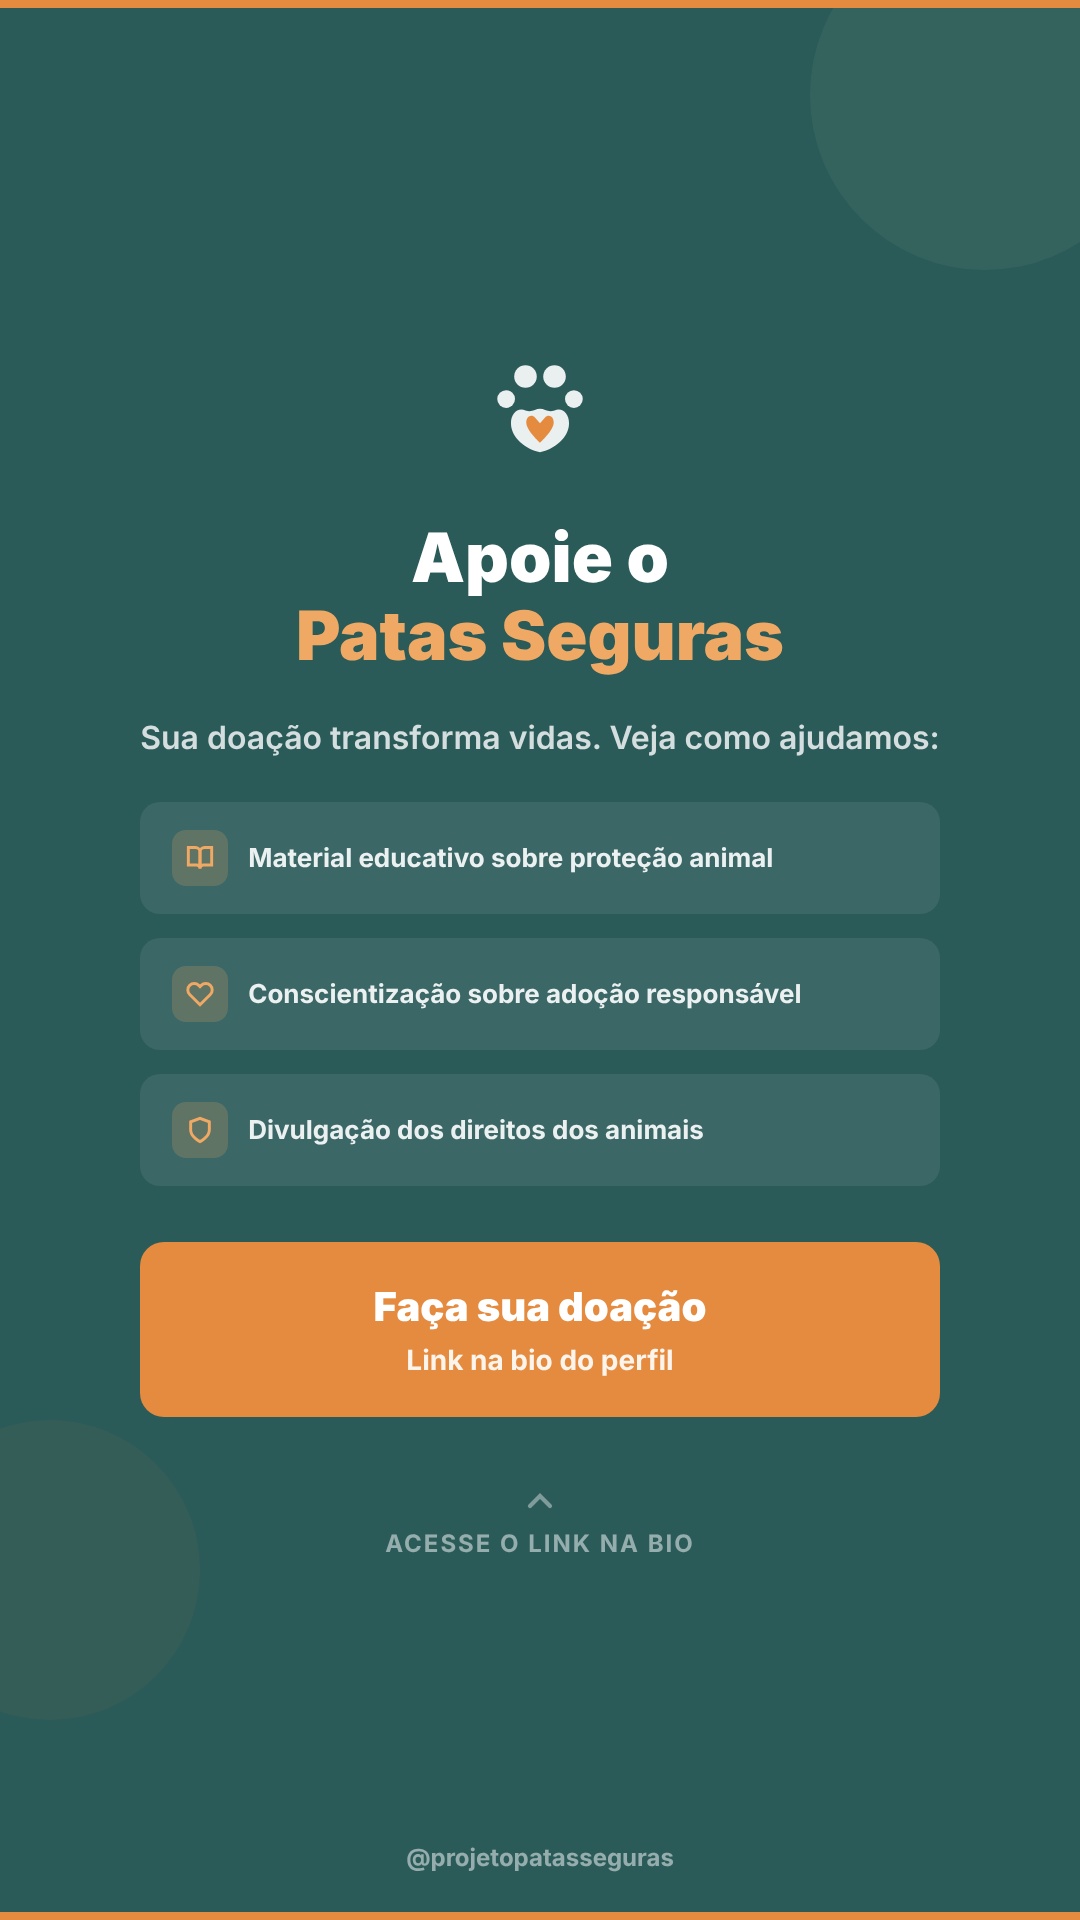 Apoie o
Patas Seguras
Sua doação transforma vidas. Veja como ajudamos:
Material educativo sobre proteção animal
Conscientização sobre adoção responsável
Divulgação dos direitos dos animais
Faça sua doação
Link na bio do perfil
ACESSE O LINK NA BIO
@projetopatasseguras